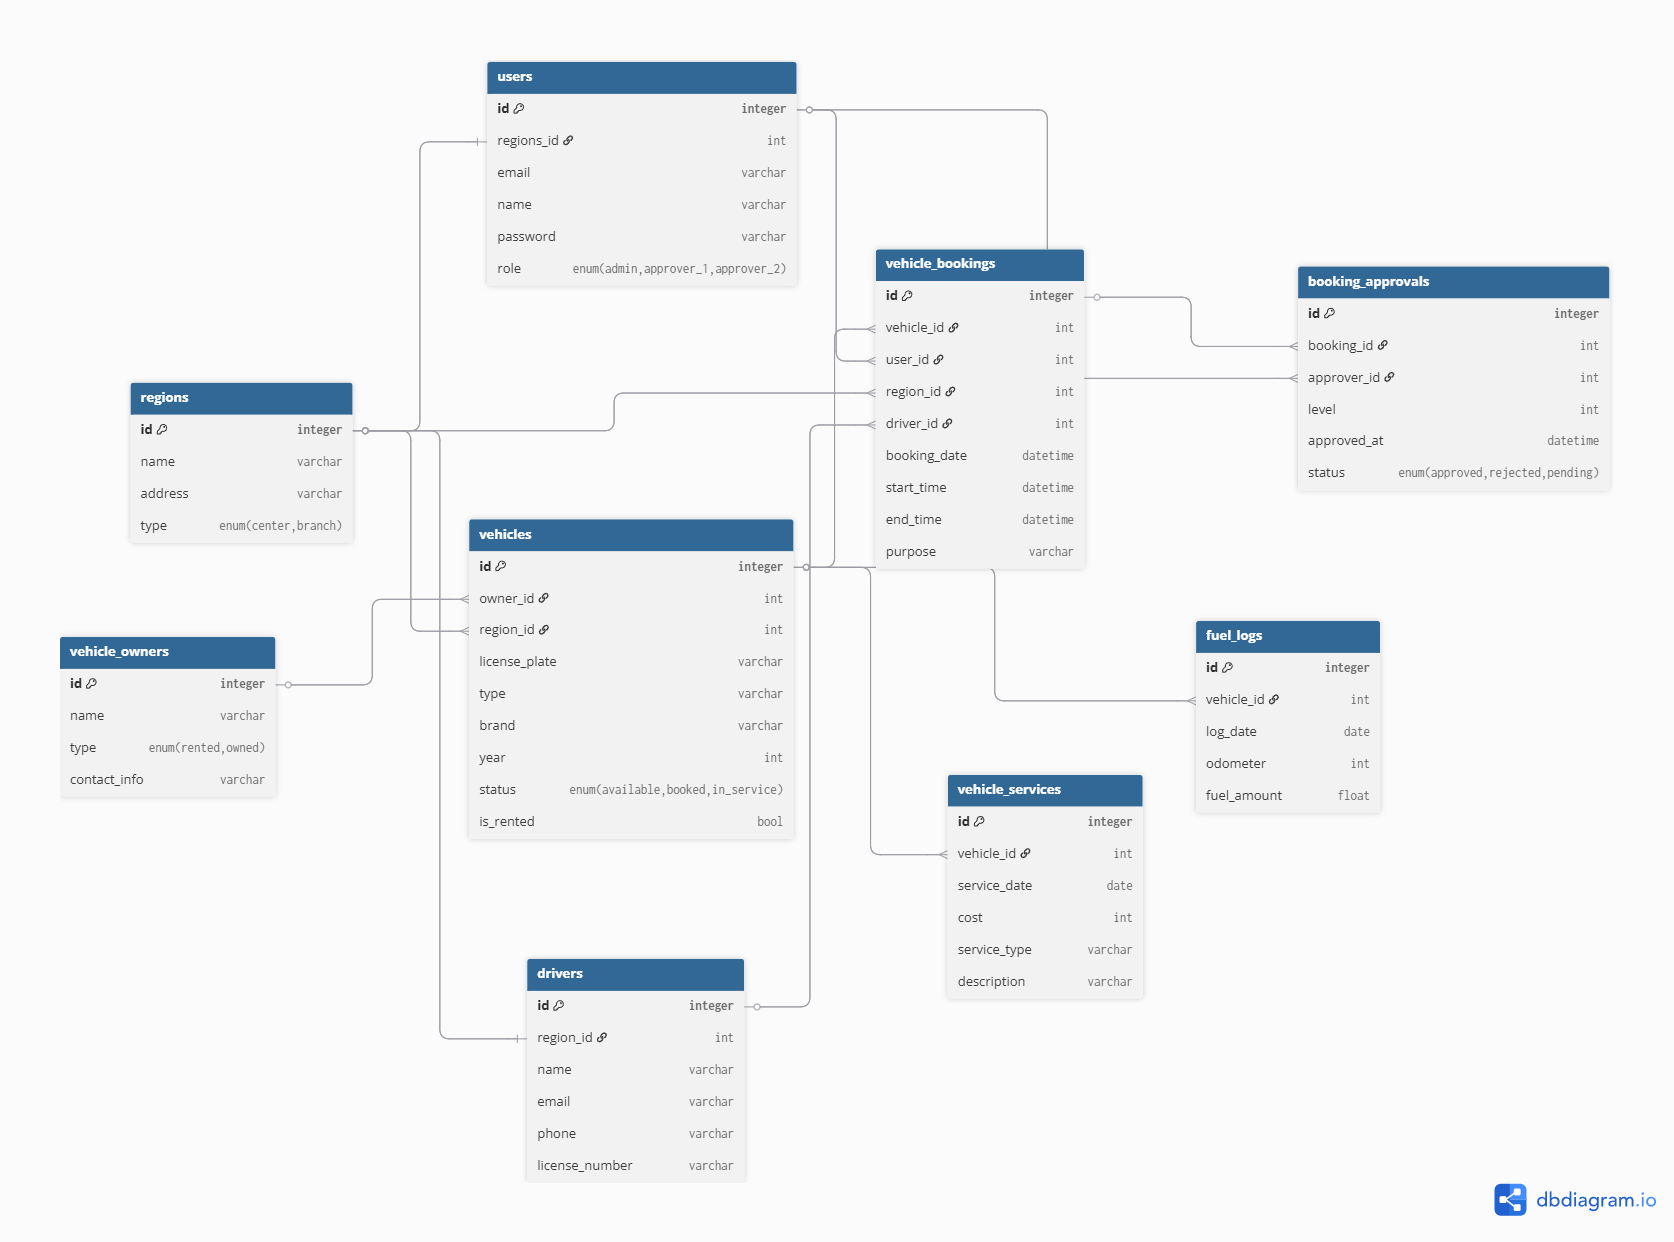 users
id integer
regions_id int
email varchar
name varchar
password varchar
role enum(admin,approver_1,approver_2)
vehicle_bookings
id integer
vehicle_id int
user_id int
region_id int
driver_id int
booking_date datetime
start_time datetime
end_time datetime
purpose varchar
booking_approvals
id integer
booking_id int
approver_id int
level int
approved_at datetime
status enum(approved,rejected,pending)
regions
id integer
name varchar
address varchar
type enum(center,branch)
vehicles
id integer
owner_id int
region_id int
license_plate varchar
type varchar
brand varchar
year int
status enum(available,booked,in_service)
is_rented bool
vehicle_owners
id integer
name varchar
type enum(rented,owned)
contact_info varchar
fuel_logs
id integer
vehicle_id int
log_date date
odometer int
fuel_amount float
vehicle_services
id integer
vehicle_id int
service_date date
cost int
service_type varchar
description varchar
drivers
id integer
region_id int
name varchar
email varchar
phone varchar
license_number varchar
dbdiagram.io